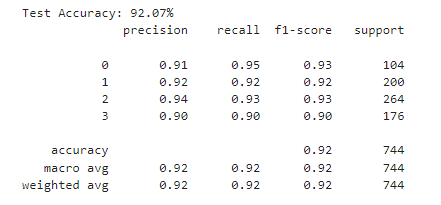 Test Accuracy: 92.07%
precision recall f1-score support
0 0.91 0.95 0.93 104
1 0.92 0.92 0.92 200
2 0.94 0.93 0.93 264
3 0.90 0.90 0.90 176
accuracy 0.92 744
macro avg 0.92 0.92 0.92 744
weighted avg 0.92 0.92 0.92 744